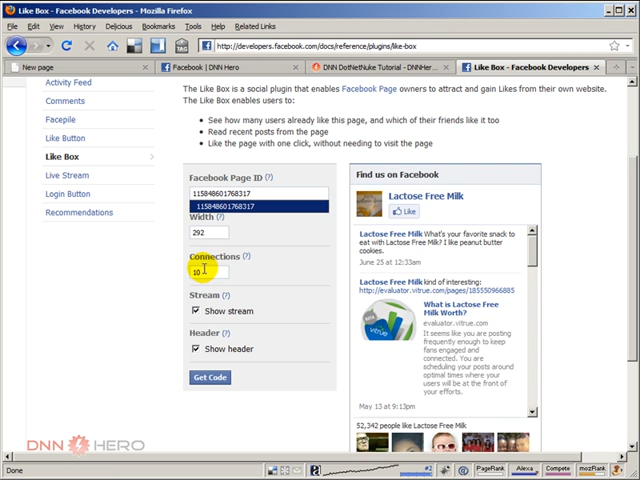 Like Box - Facebook Developers - Mozilla Firefox
File Edit View History Delicious Bookmarks Tools Help Related Links
http://developers.facebook.com/docs/reference/plugins/like-box
New page
Facebook | DNN Hero
DNN DotNetNuke Tutorial - DNNHer...
Like Box - Facebook Developers
Activity Feed
Comments
Facepile
Like Button
Like Box
Live Stream
Login Button
Recommendations
The Like Box is a social plugin that enables Facebook Page owners to attract and gain Likes from their own website.
The Like Box enables users to:
See how many users already like this page, and which of their friends like it too
Read recent posts from the page
Like the page with one click, without needing to visit the page
Facebook Page ID (?)
115848601768317
115848601768317
Width (?)
292
Connections (?)
10
Stream (?)
Show stream
Header (?)
Show header
Get Code
Find us on Facebook
Lactose Free Milk
Like
Lactose Free Milk What's your favorite snack to
eat with Lactose Free Milk? I like peanut butter
cookies.
June 25 at 12:33am
Lactose Free Milk kind of interesting:
http://evaluator.vitrue.com/pages/185550966885
What is Lactose Free
Milk Worth?
evaluator.vitrue.com
It seems like you are posting
frequently enough to keep
fans engaged and
connected. You are
scheduling your posts around
optimal times where your
users will be at the front of
their efforts.
May 13 at 9:13pm
52,342 people like Lactose Free Milk
DNN HERO
Done
#2
PageRank
Alexa
Compete
mozRank